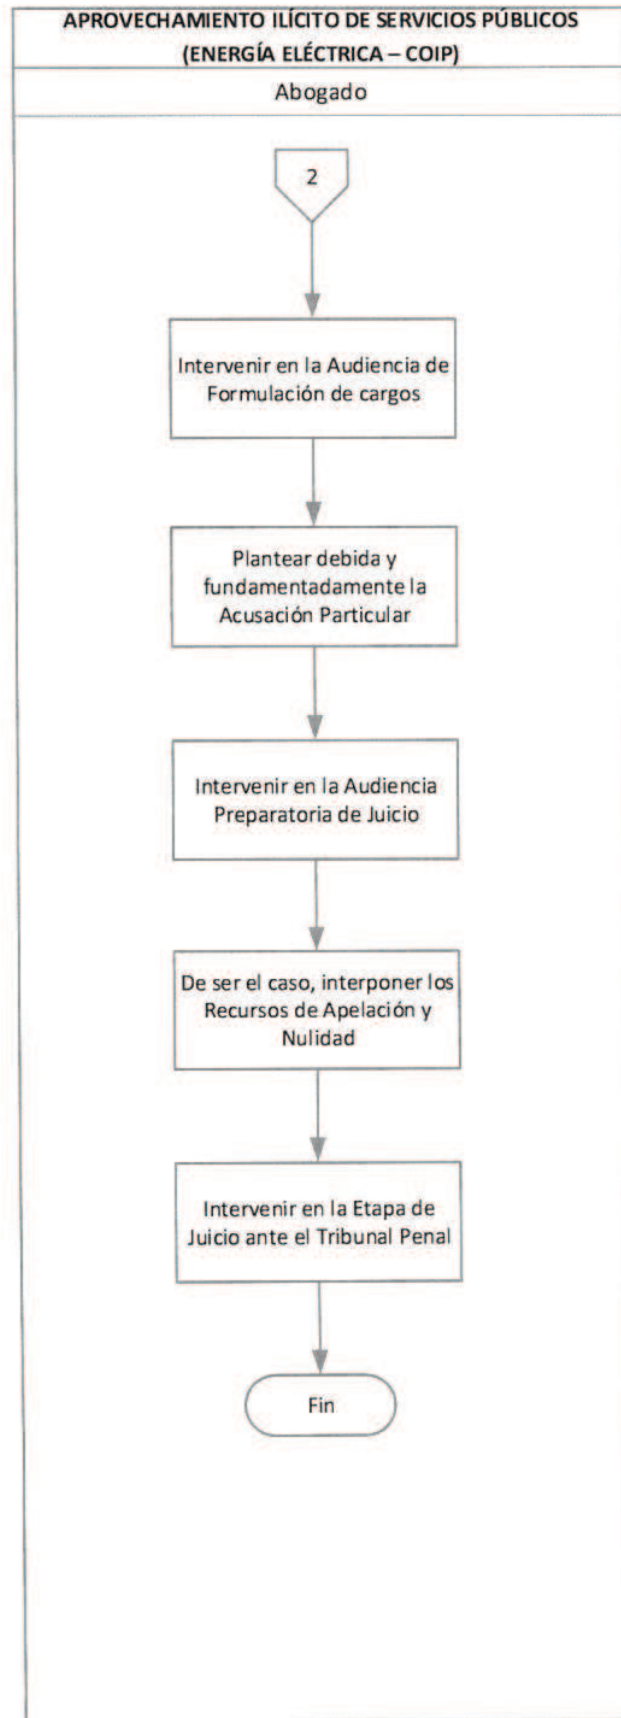 APROVECHAMIENTO ILÍCITO DE SERVICIOS PÚBLICOS
(ENERGÍA ELÉCTRICA – COIP)
Abogado
2
Intervenir en la Audiencia de
Formulación de cargos
Plantear debida y
fundamentadamente la
Acusación Particular
Intervenir en la Audiencia
Preparatoria de Juicio
De ser el caso, interponer los
Recursos de Apelación y
Nulidad
Intervenir en la Etapa de
Juicio ante el Tribunal Penal
Fin